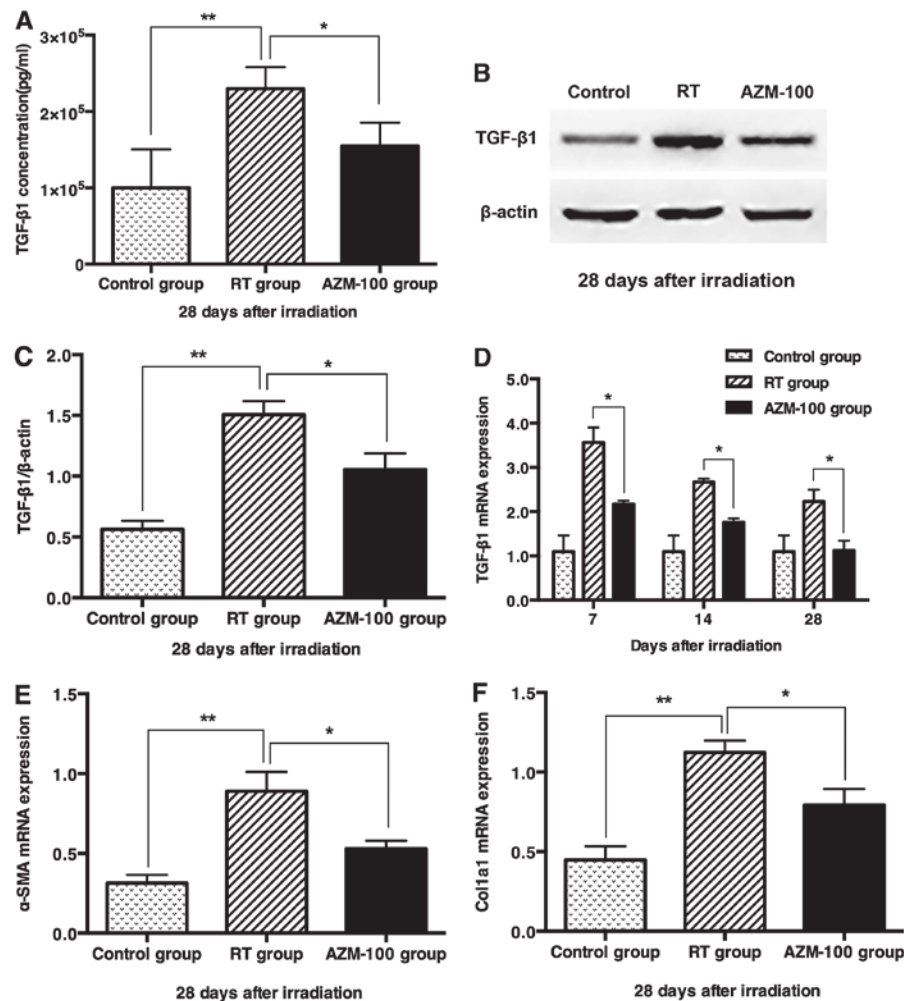 A
TGF-β1 concentration(pg/ml)
3×10⁵
2×10⁵
1×10⁵
0
**
*
Control group RT group AZM-100 group
28 days after irradiation
B
Control RT AZM-100
TGF-β1
β-actin
28 days after irradiation
C
TGF-β1/β-actin
2.0
1.5
1.0
0.5
0.0
**
*
Control group RT group AZM-100 group
28 days after irradiation
D
Control group
RT group
AZM-100 group
TGF-β1 mRNA expression
5.0
4.0
3.0
2.0
1.0
0.0
*
*
*
7 14 28
Days after irradiation
E
α-SMA mRNA expression
1.5
1.0
0.5
0.0
**
*
Control group RT group AZM-100 group
28 days after irradiation
F
Col1a1 mRNA expression
1.5
1.0
0.5
0.0
**
*
Control group RT group AZM-100 group
28 days after irradiation